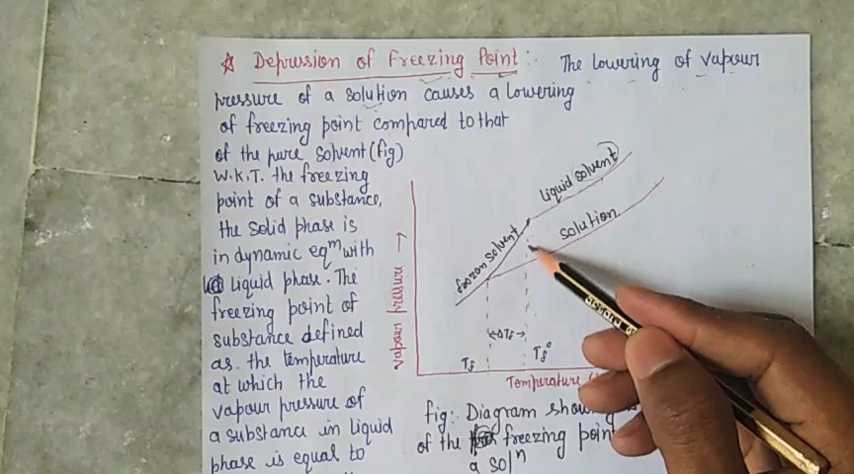 ☆ Depression of Freezing Point:- The lowering of vapour
pressure of a solution causes a lowering
of freezing point compared to that
of the pure solvent (fig)
W.K.T. the freezing
point of a substance,
the solid phase is
in dynamic eqᵐ with
Liquid phase. The
freezing point of
substance defined
as the temperature
at which the
vapour pressure of
a substance in liquid
phase is equal to
vapour pressure →
frozen solvent
Liquid solvent
solution
←ΔTf→
Tf
Tf°
Temperature
fig:- Diagram
of the freezing
a solⁿ